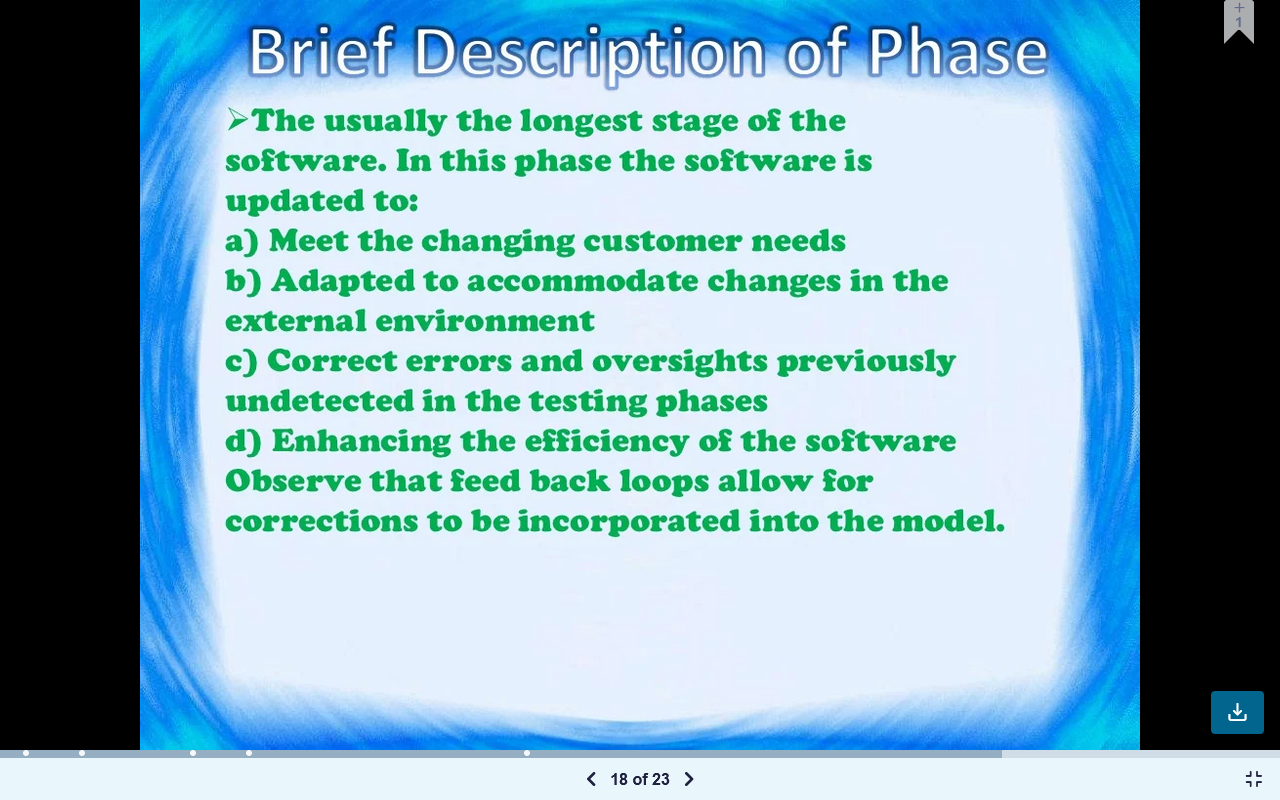 Brief Description of Phase
➢The usually the longest stage of the
software. In this phase the software is
updated to:
a) Meet the changing customer needs
b) Adapted to accommodate changes in the
external environment
c) Correct errors and oversights previously
undetected in the testing phases
d) Enhancing the efficiency of the software
Observe that feed back loops allow for
corrections to be incorporated into the model.
+
1
18 of 23